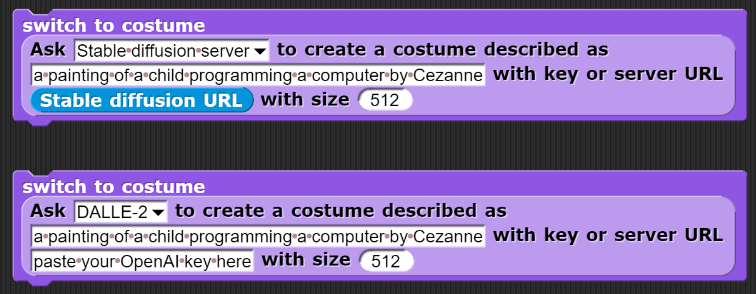 switch to costume
Ask Stable diffusion server to create a costume described as
a painting of a child programming a computer by Cezanne with key or server URL
Stable diffusion URL with size 512
switch to costume
Ask DALLE-2 to create a costume described as
a painting of a child programming a computer by Cezanne with key or server URL
paste your OpenAI key here with size 512